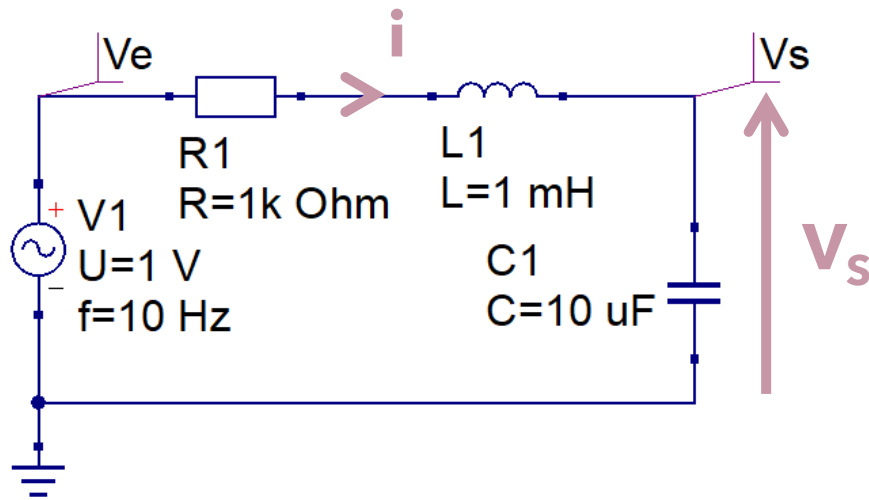 i
Ve
Vs
R1
R=1k Ohm
L1
L=1 mH
+
V1
U=1 V
f=10 Hz
−
C1
C=10 uF
vs